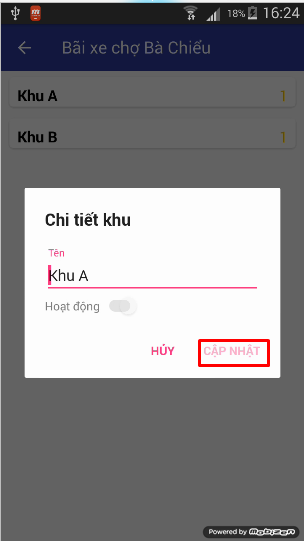 18% 16:24
Bãi xe chợ Bà Chiểu
Khu A 1
Khu B 1
Chi tiết khu
Tên
Khu A
Hoạt động
HỦY CẬP NHẬT
Powered by Mobizen